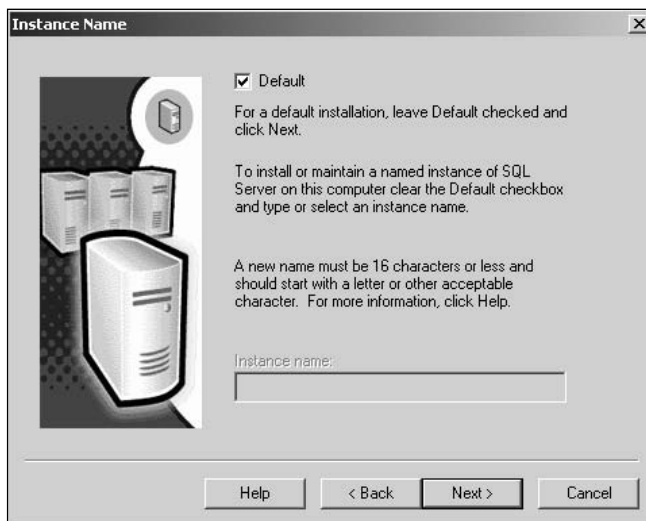 Instance Name
Default
For a default installation, leave Default checked and
click Next.
To install or maintain a named instance of SQL
Server on this computer clear the Default checkbox
and type or select an instance name.
A new name must be 16 characters or less and
should start with a letter or other acceptable
character.  For more information, click Help.
Instance name:
Help
< Back
Next >
Cancel